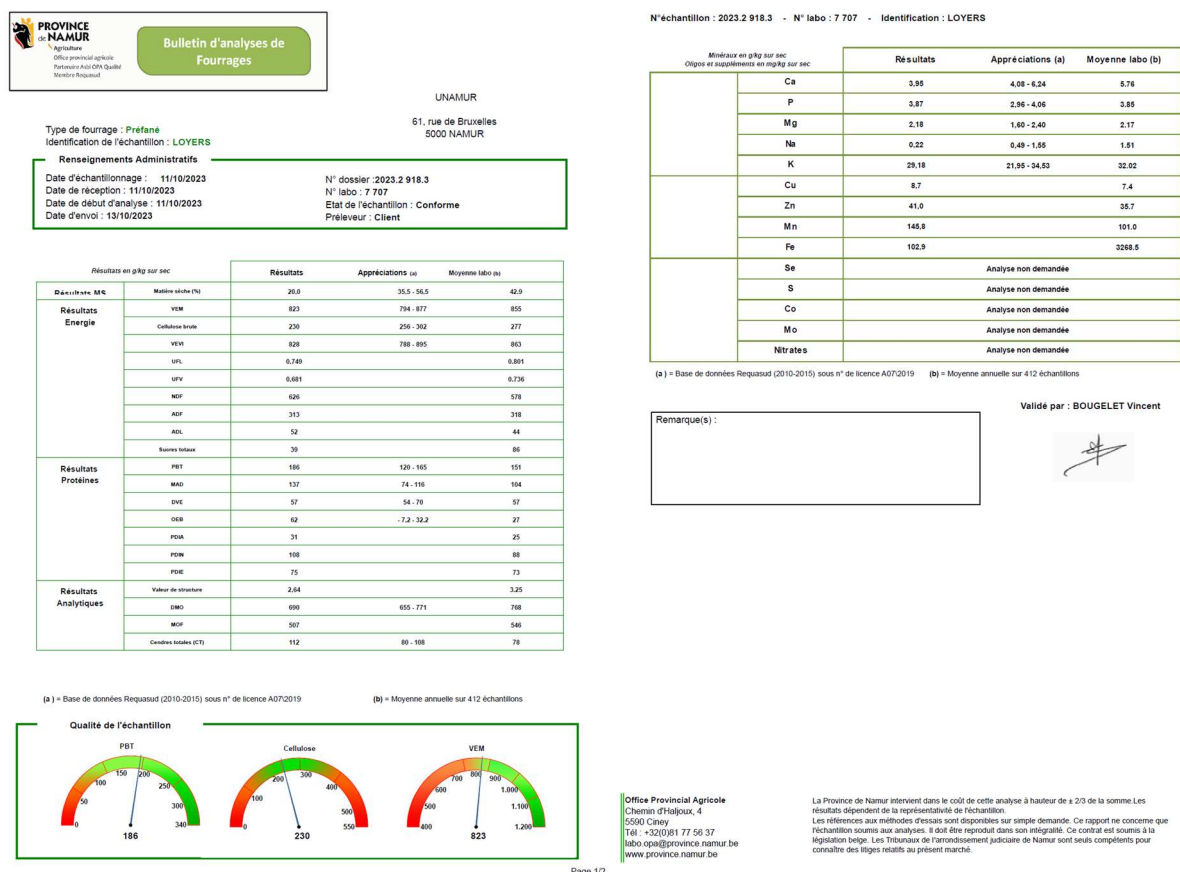 PROVINCE
de NAMUR
Agriculture
Office provincial agricole
Partenaire Asbl OPA Qualité
Membre Requasud
Bulletin d'analyses de
Fourrages
UNAMUR
61, rue de Bruxelles
5000 NAMUR
Type de fourrage : Préfané
Identification de l'échantillon : LOYERS
Renseignements Administratifs
Date d'échantillonnage : 11/10/2023
Date de réception : 11/10/2023
Date de début d'analyse : 11/10/2023
Date d'envoi : 13/10/2023
N° dossier :2023.2 918.3
N° labo : 7 707
Etat de l'échantillon : Conforme
Préleveur : Client
Résultats en g/kg sur sec Résultats Appréciations (a) Moyenne labo (b)
Résultats MS Matière sèche (%) 20,0 35,5 - 56,5 42.9
Résultats Energie
VEM 823 794 - 877 855
Cellulose brute 230 256 - 302 277
VEVI 828 788 - 895 863
UFL 0,749 0.801
UFV 0,681 0.736
NDF 626 578
ADF 313 318
ADL 52 44
Sucres totaux 39 86
Résultats Protéines
PBT 186 120 - 165 151
MAD 137 74 - 116 104
DVE 57 54 - 70 57
OEB 62 - 7,2 - 32,2 27
PDIA 31 25
PDIN 108 88
PDIE 75 73
Résultats Analytiques
Valeur de structure 2,64 3.25
DMO 690 655 - 771 768
MOF 507 546
Cendres totales (CT) 112 80 - 108 78
(a ) = Base de données Requasud (2010-2015) sous n° de licence A07\2019 (b) = Moyenne annuelle sur 412 échantillons
Qualité de l'échantillon
PBT
0 50 100 150 200 250 300 340
186
Cellulose
0 100 200 300 400 500 550
230
VEM
400 500 600 700 800 900 1.000 1.100 1.200
823
Page 1/2
N°échantillon : 2023.2 918.3 - N° labo : 7 707 - Identification : LOYERS
Minéraux en g/kg sur sec
Oligos et suppléments en mg/kg sur sec
Résultats Appréciations (a) Moyenne labo (b)
Ca 3,95 4,08 - 6,24 5.76
P 3,87 2,96 - 4,06 3.85
Mg 2,18 1,60 - 2,40 2.17
Na 0,22 0,49 - 1,55 1.51
K 29,18 21,95 - 34,53 32.02
Cu 8,7 7.4
Zn 41,0 35.7
Mn 145,8 101.0
Fe 102,9 3268.5
Se Analyse non demandée
S Analyse non demandée
Co Analyse non demandée
Mo Analyse non demandée
Nitrates Analyse non demandée
(a ) = Base de données Requasud (2010-2015) sous n° de licence A07\2019 (b) = Moyenne annuelle sur 412 échantillons
Validé par : BOUGELET Vincent
Remarque(s) :
Office Provincial Agricole
Chemin d'Haljoux, 4
5590 Ciney
Tél : +32(0)81 77 56 37
labo.opa@province.namur.be
www.province.namur.be
La Province de Namur intervient dans le coût de cette analyse à hauteur de ± 2/3 de la somme.Les
résultats dépendent de la représentativité de l'échantillon.
Les références aux méthodes d'essais sont disponibles sur simple demande. Ce rapport ne concerne que
l'échantillon soumis aux analyses. Il doit être reproduit dans son intégralité. Ce contrat est soumis à la
législation belge. Les Tribunaux de l'arrondissement judiciaire de Namur sont seuls compétents pour
connaître des litiges relatifs au présent marché.